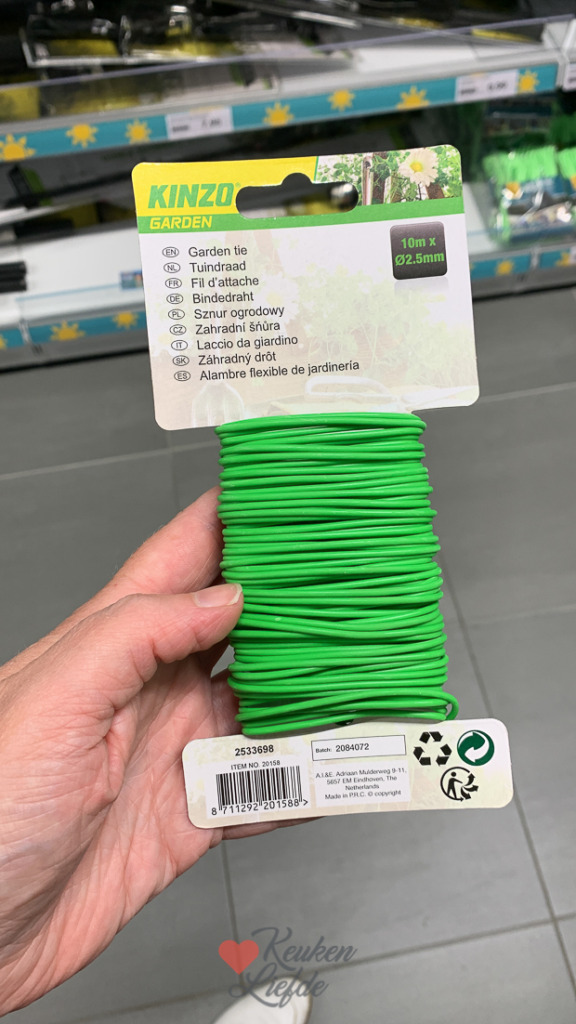 KINZO
GARDEN
10m x
Ø2.5mm
EN Garden tie
NL Tuindraad
FR Fil d'attache
DE Bindedraht
PL Sznur ogrodowy
CZ Zahradní šňůra
IT Laccio da giardino
SK Záhradný drôt
ES Alambre flexible de jardinería
2533698
ITEM NO. 20158
8 711292 201588 >
Batch: 2084072
A.I.&E. Adriaan Mulderweg 9-11,
5657 EM Eindhoven, The
Netherlands
Made in P.R.C. © copyright
Keuken
Liefde